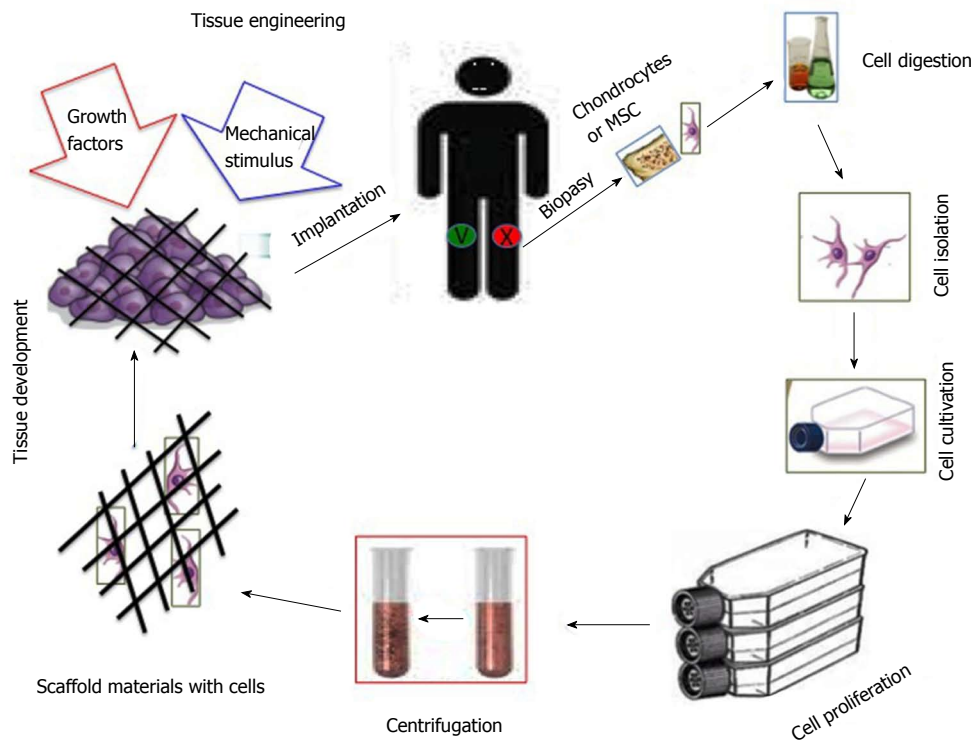 Tissue engineering
Growth
factors
Mechanical
stimulus
Implantation
V
X
Biopasy
Chondrocytes
or MSC
Cell digestion
Cell isolation
Cell cultivation
Cell proliferation
Centrifugation
Scaffold materials with cells
Tissue development